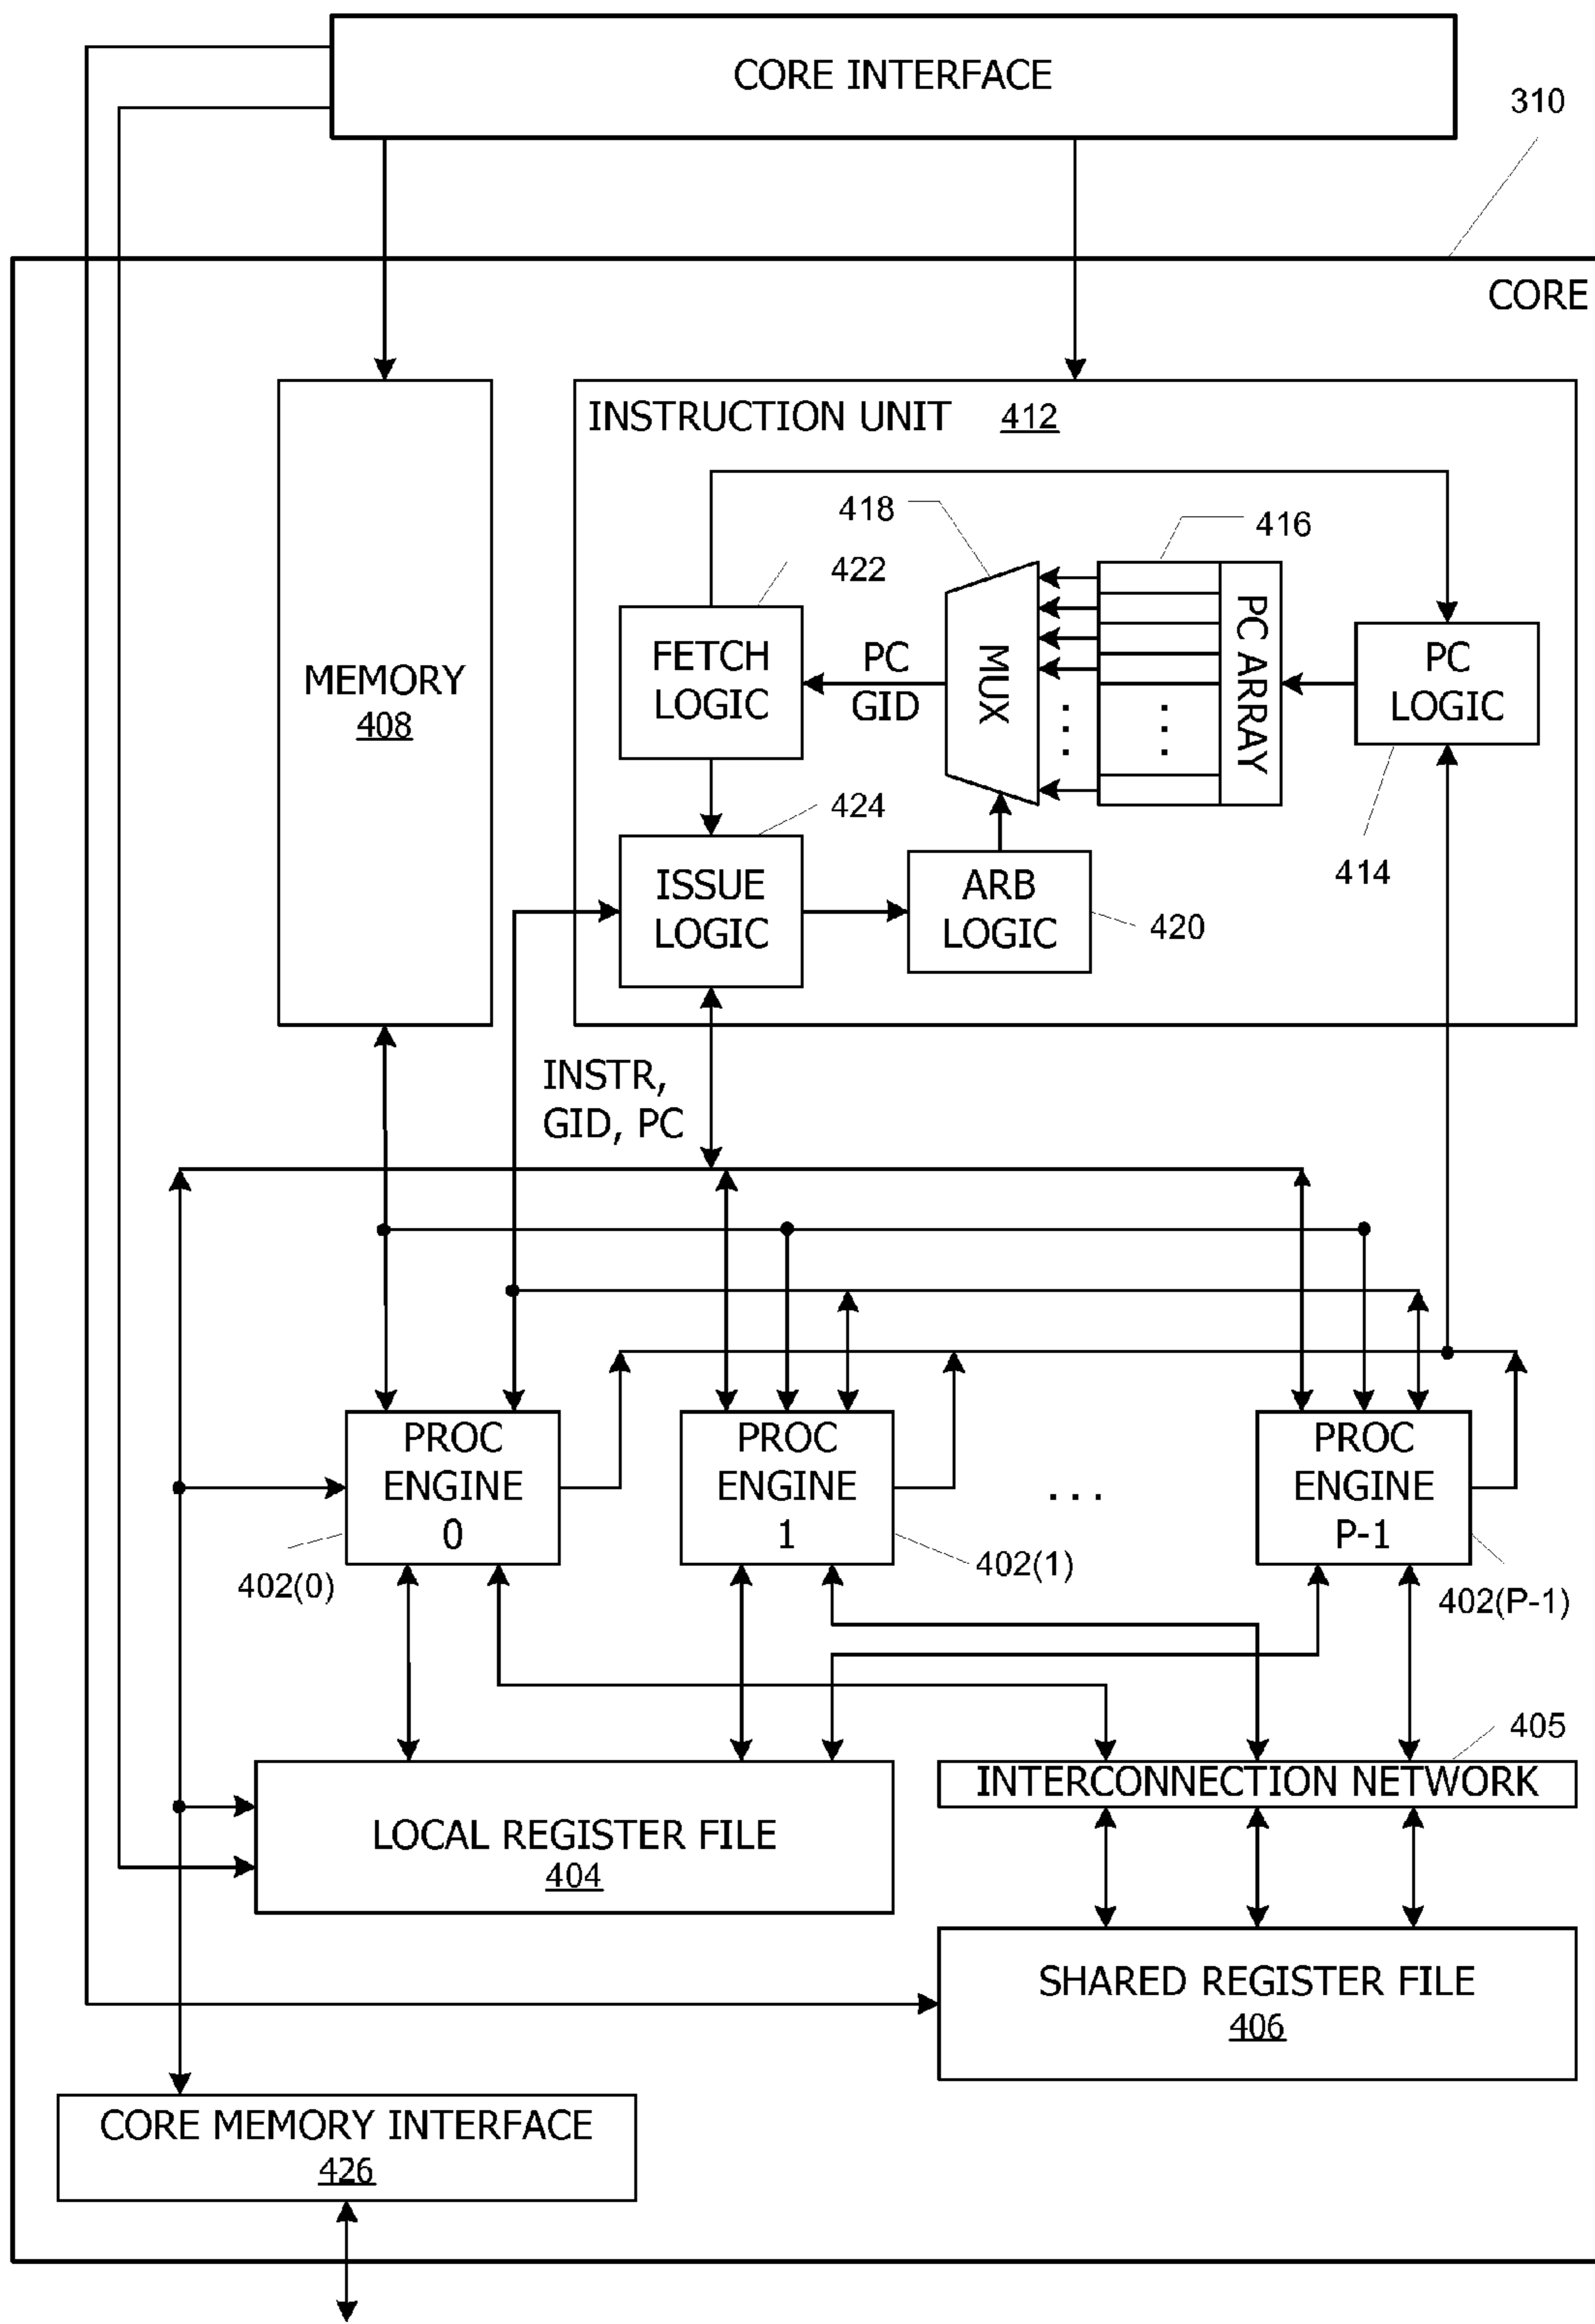 CORE INTERFACE
310
CORE
INSTRUCTION UNIT 412
418
416
422
MEMORY
408
FETCH
LOGIC
PC
GID
MUX
PC ARRAY
PC
LOGIC
424
414
ISSUE
LOGIC
ARB
LOGIC
420
INSTR,
GID, PC
PROC
ENGINE
0
PROC
ENGINE
1
. . .
PROC
ENGINE
P-1
402(0)
402(1)
402(P-1)
405
INTERCONNECTION NETWORK
LOCAL REGISTER FILE
404
SHARED REGISTER FILE
406
CORE MEMORY INTERFACE
426